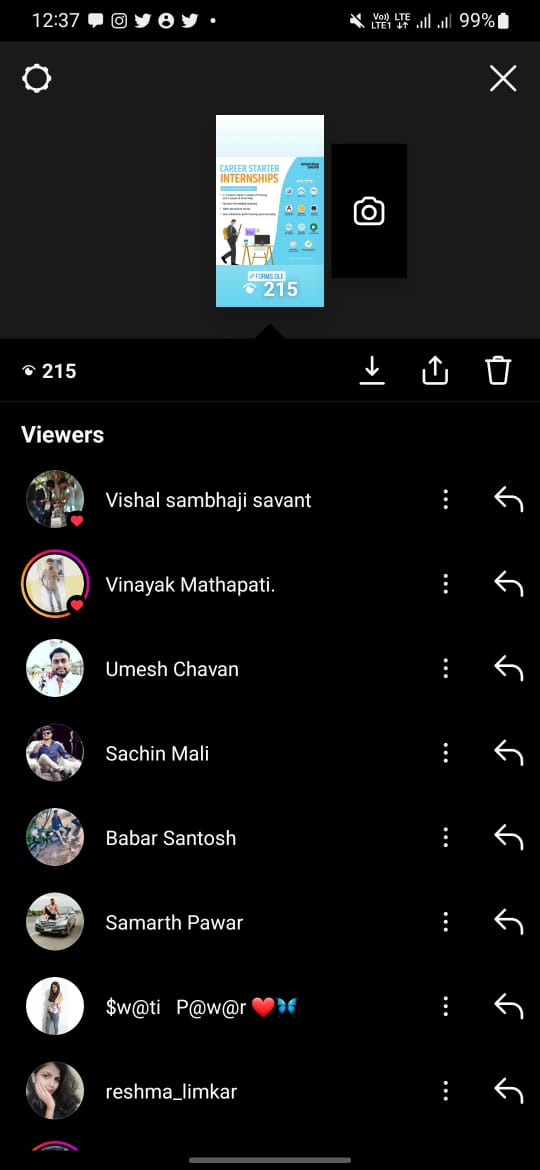 12:37
Vo) LTE
LTE1
99%
CAREER STARTER
INTERNSHIPS
FORMS.GLE
215
215
Viewers
Vishal sambhaji savant
Vinayak Mathapati.
Umesh Chavan
Sachin Mali
Babar Santosh
Samarth Pawar
$w@ti P@w@r ❤️🦋
reshma_limkar